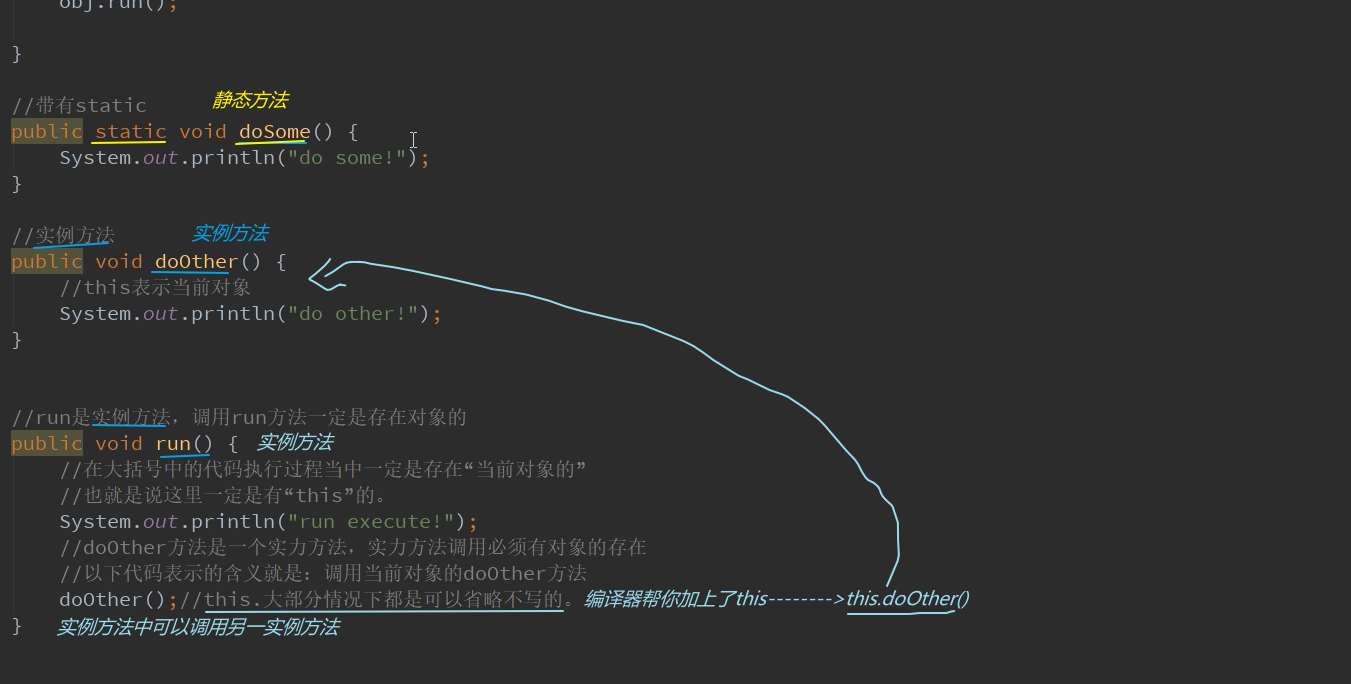 obj.run();
}
//带有static 静态方法
public static void doSome() {
System.out.println("do some!");
}
//实例方法 实例方法
public void doOther() {
//this表示当前对象
System.out.println("do other!");
}
//run是实例方法，调用run方法一定是存在对象的
public void run() { 实例方法
//在大括号中的代码执行过程当中一定是存在“当前对象的”
//也就是说这里一定是有“this”的。
System.out.println("run execute!");
//doOther方法是一个实力方法，实力方法调用必须有对象的存在
//以下代码表示的含义就是：调用当前对象的doOther方法
doOther();//this.大部分情况下都是可以省略不写的。编译器帮你加上了this-------->this.doOther()
} 实例方法中可以调用另一实例方法